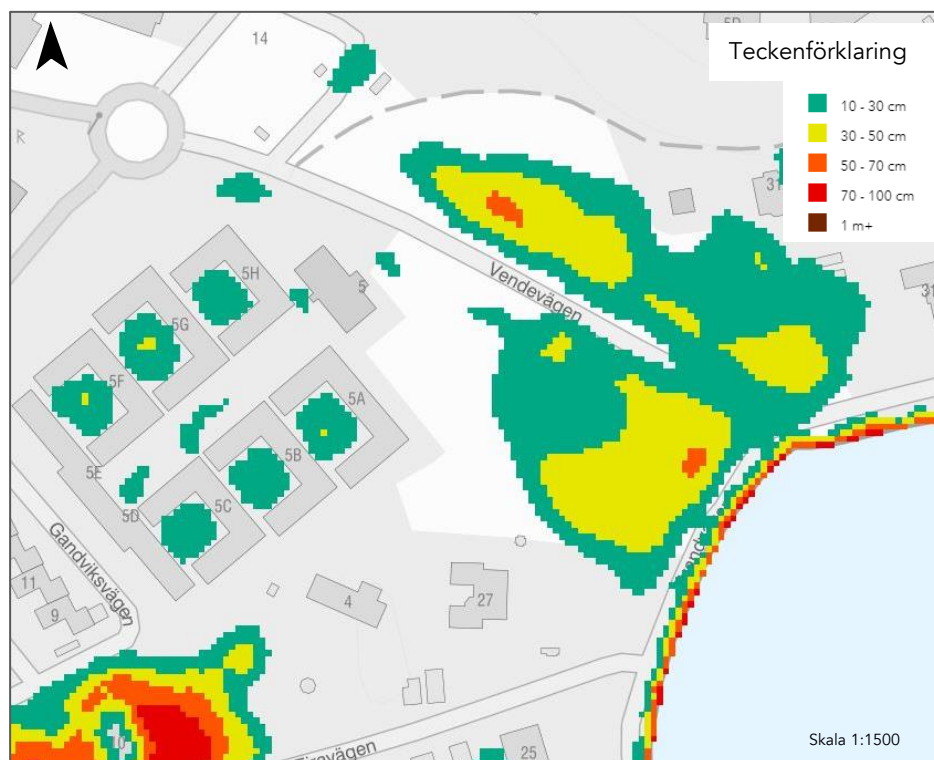 Teckenförklaring
10 - 30 cm
30 - 50 cm
50 - 70 cm
70 - 100 cm
1 m+
14
R
31
31
5H
5
Vendevägen
5G
5F
5A
5B
5E
5C
5D
Gandviksvägen
11
9
4
27
10
25
Skala 1:1500